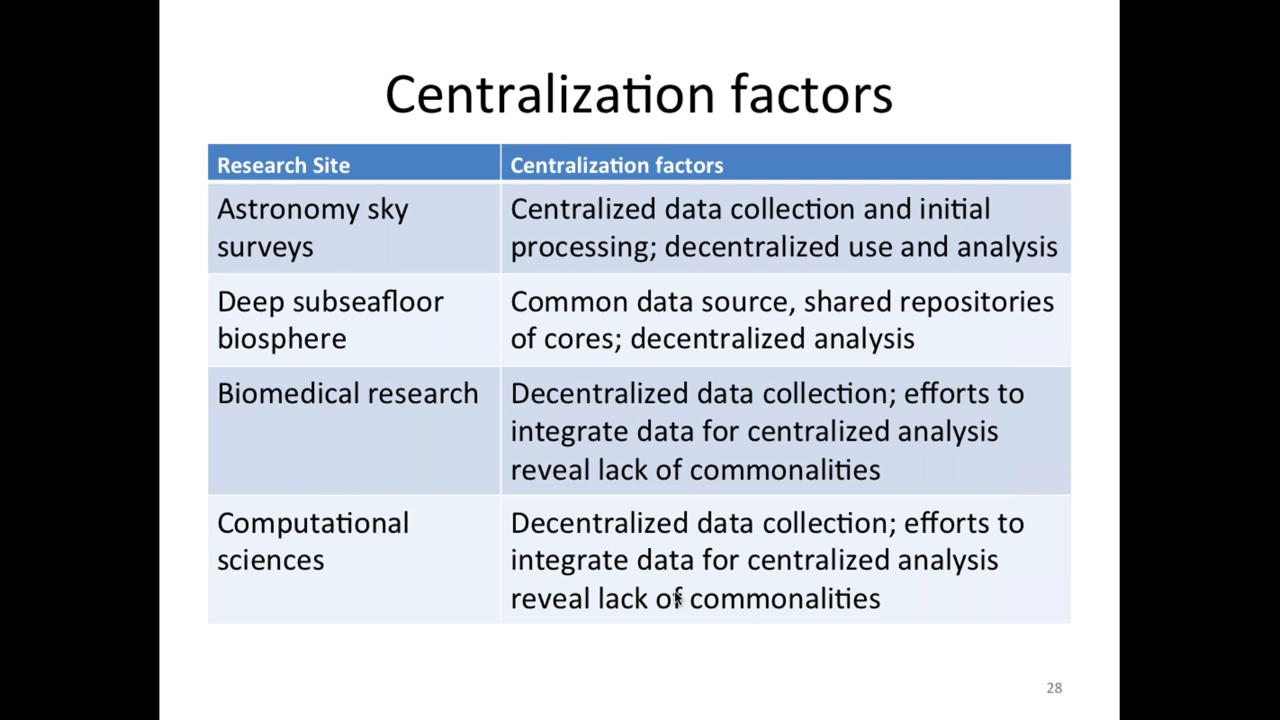 Centralization factors
Research Site
Centralization factors
Astronomy sky
surveys
Centralized data collection and initial
processing; decentralized use and analysis
Deep subseafloor
biosphere
Common data source, shared repositories
of cores; decentralized analysis
Biomedical research
Decentralized data collection; efforts to
integrate data for centralized analysis
reveal lack of commonalities
Computational
sciences
Decentralized data collection; efforts to
integrate data for centralized analysis
reveal lack of commonalities
28